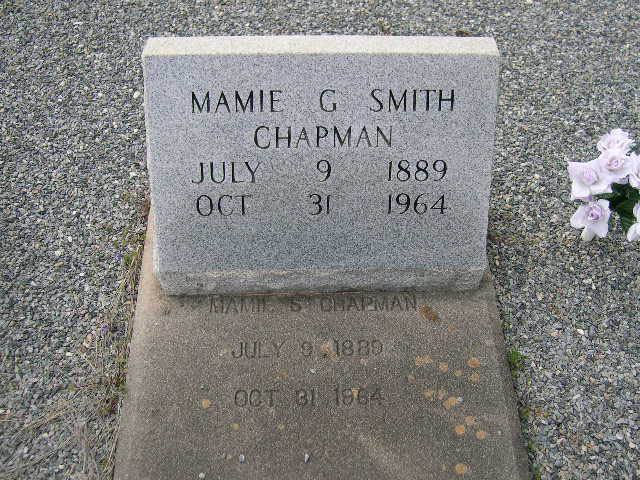 MAMIE G SMITH
CHAPMAN
JULY 9 1889
OCT 31 1964
MAMIE S CHAPMAN
JULY 9 1889
OCT 31 1964